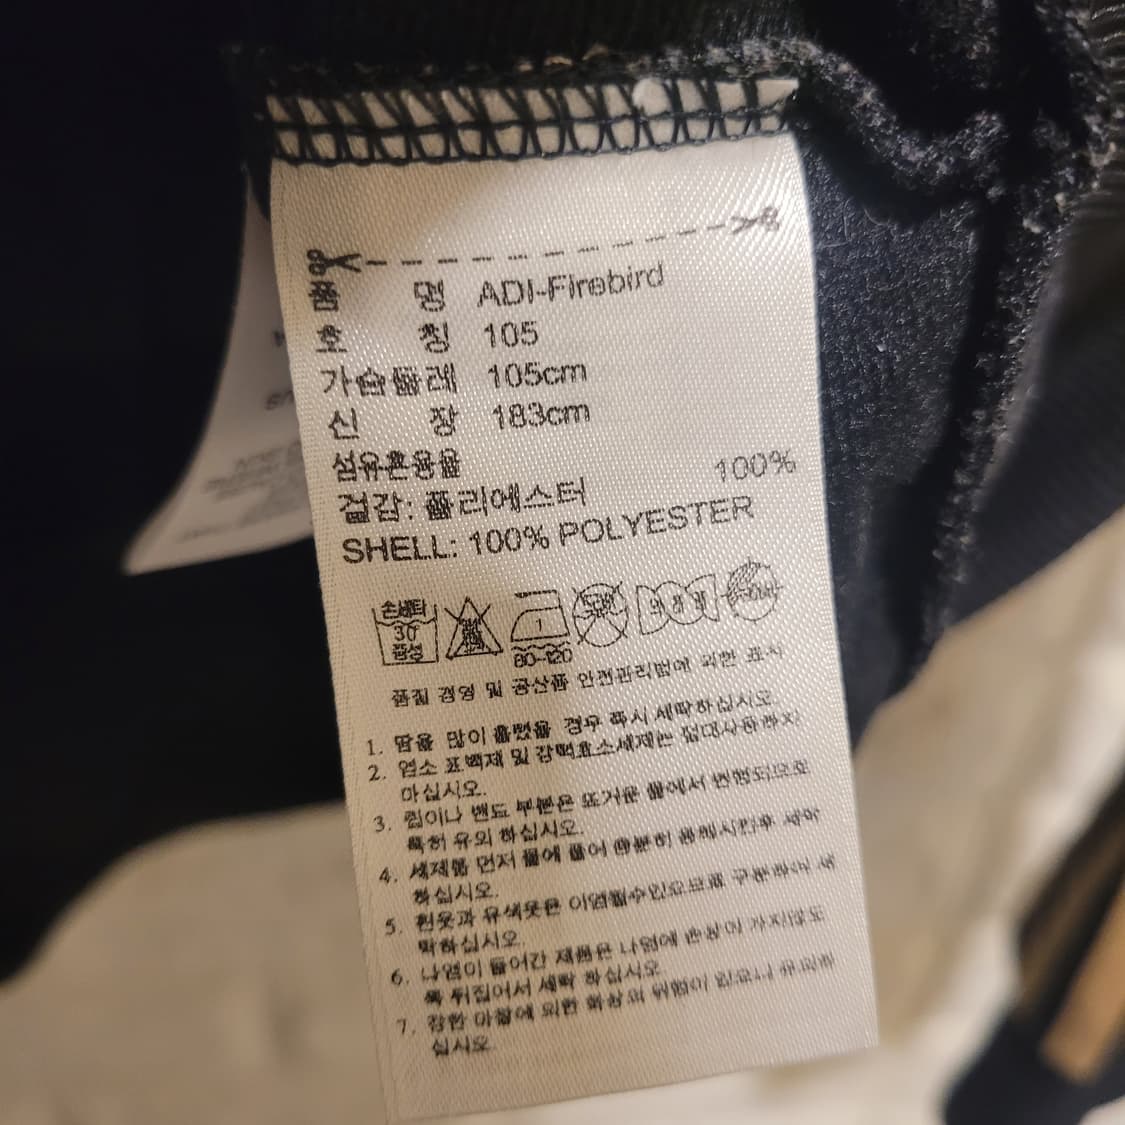 품 명 ADI-Firebird
호 칭 105
가슴둘레 105cm
신 장 183cm
섬유혼용율
겉감: 폴리에스터 100%
SHELL: 100% POLYESTER
손세탁
30°
중성
1
80~120
품질 경영 및 공산품 안전관리법에 의한 표시
1. 땀을 많이 흘렸을 경우 즉시 세탁하십시오.
2. 염소 표백제 및 강력효소세제는 절대사용하지
마십시오.
3. 립이나 밴드 부분은 뜨거운 물에서 변형되므로
특허 유의 하십시오.
4. 세제를 먼저 물에 풀어 충분히 용해시킨후 세탁
하십시오.
5. 흰옷과 유색옷은 이염될수있으므로 구분하여 세
탁하십시오.
6. 나염이 들어간 제품은 나염에 손상이 가지않도
록 뒤집어서 세탁 하십시오.
7. 강한 마찰에 의한 화상의 위험이 있으니 유의하
십시오.